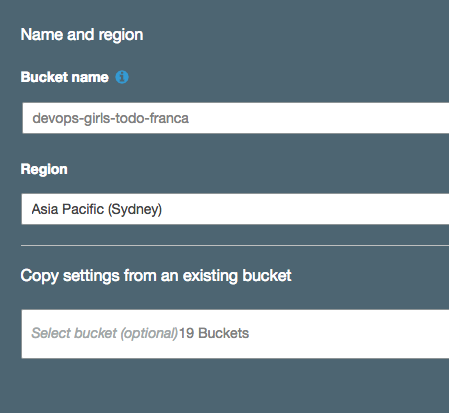 Name and region
Bucket name
devops-girls-todo-franca
Region
Asia Pacific (Sydney)
Copy settings from an existing bucket
Select bucket (optional)19 Buckets